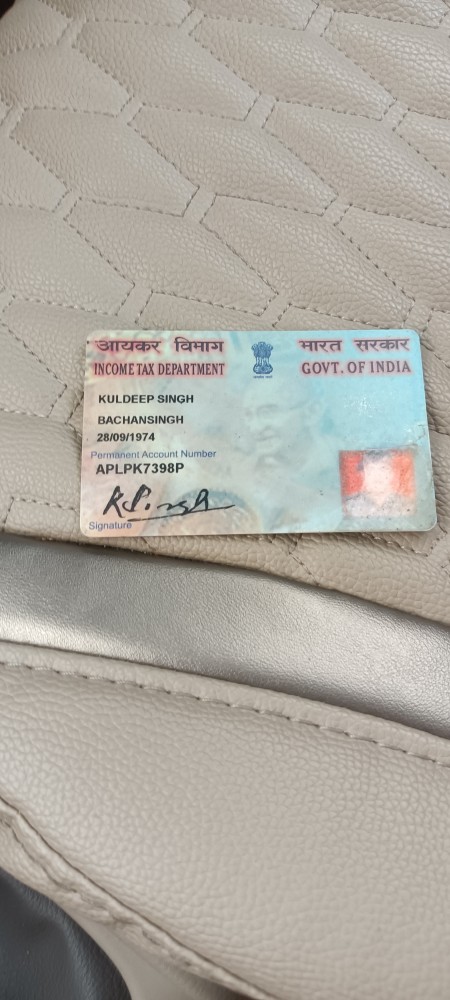 आयकर विभाग
INCOME TAX DEPARTMENT
भारत सरकार
GOVT. OF INDIA
KULDEEP SINGH
BACHANSINGH
28/09/1974
Permanent Account Number
APLPK7398P
K.Singh
Signature